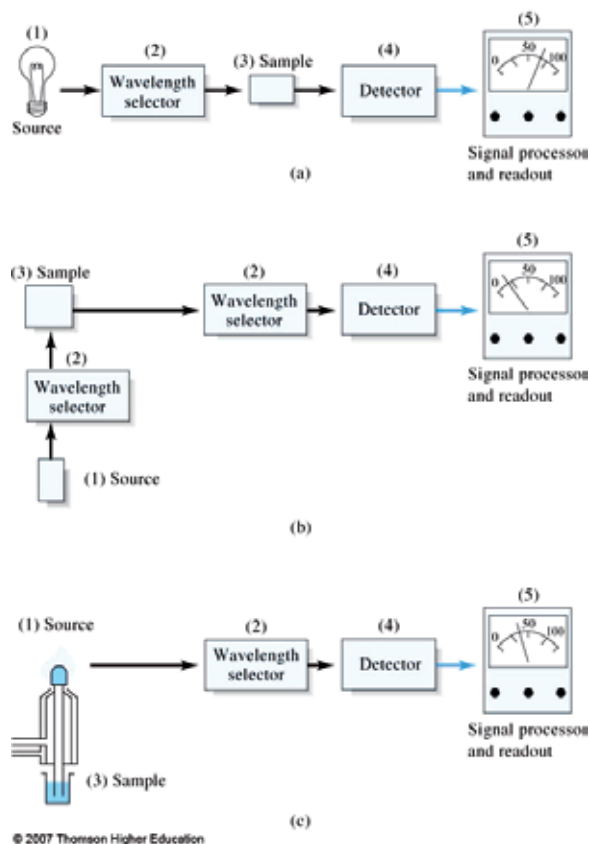 (1)
Source
(2)
Wavelength
selector
(3) Sample
(4)
Detector
(5)
0 50 100
Signal processor
and readout
(a)
(3) Sample
(2)
Wavelength
selector
(1) Source
(2)
Wavelength
selector
(4)
Detector
(5)
0 50 100
Signal processor
and readout
(b)
(1) Source
(3) Sample
(2)
Wavelength
selector
(4)
Detector
(5)
0 50 100
Signal processor
and readout
(c)
© 2007 Thomson Higher Education